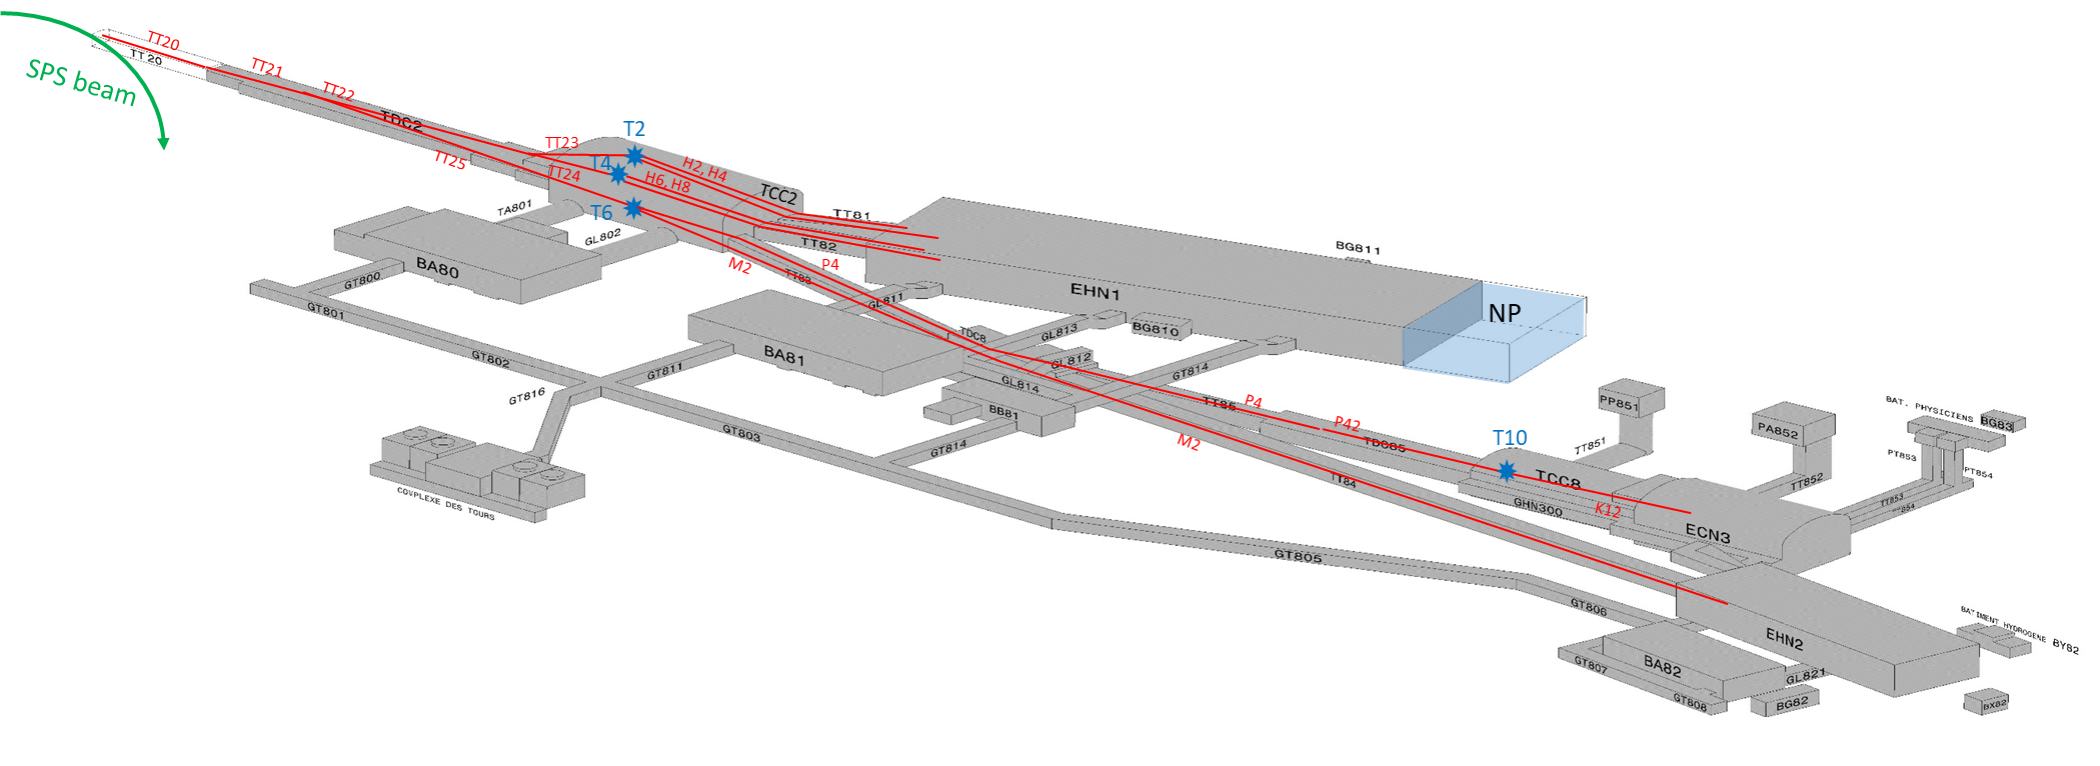 TT20
TT 20
SPS beam
TT21
TT22
TDC2
TT25
TT23
T2
T4
TT24
H2, H4
H6, H8
TCC2
T6
TA801
GL802
TT81
TT82
BA80
GT800
GT801
M2
P4
TT83
GL811
EHN1
BG811
NP
GT802
BA81
TDC8
GL813
BG810
GL812
GL814
GT814
GT811
GT816
BB81
GT803
GT814
COMPLEXE DES TOURS
TT85
P4
P42
TDC85
M2
TT84
T10
TCC8
GHN300
K12
ECN3
PP851
TT851
PA852
TT852
BAT. PHYSICIENS
BG83
PT853
PT854
TT853
GT805
GT806
EHN2
BATIMENT HYDROGENE BY82
BA82
GT807
GT808
GL821
BG82
BX82